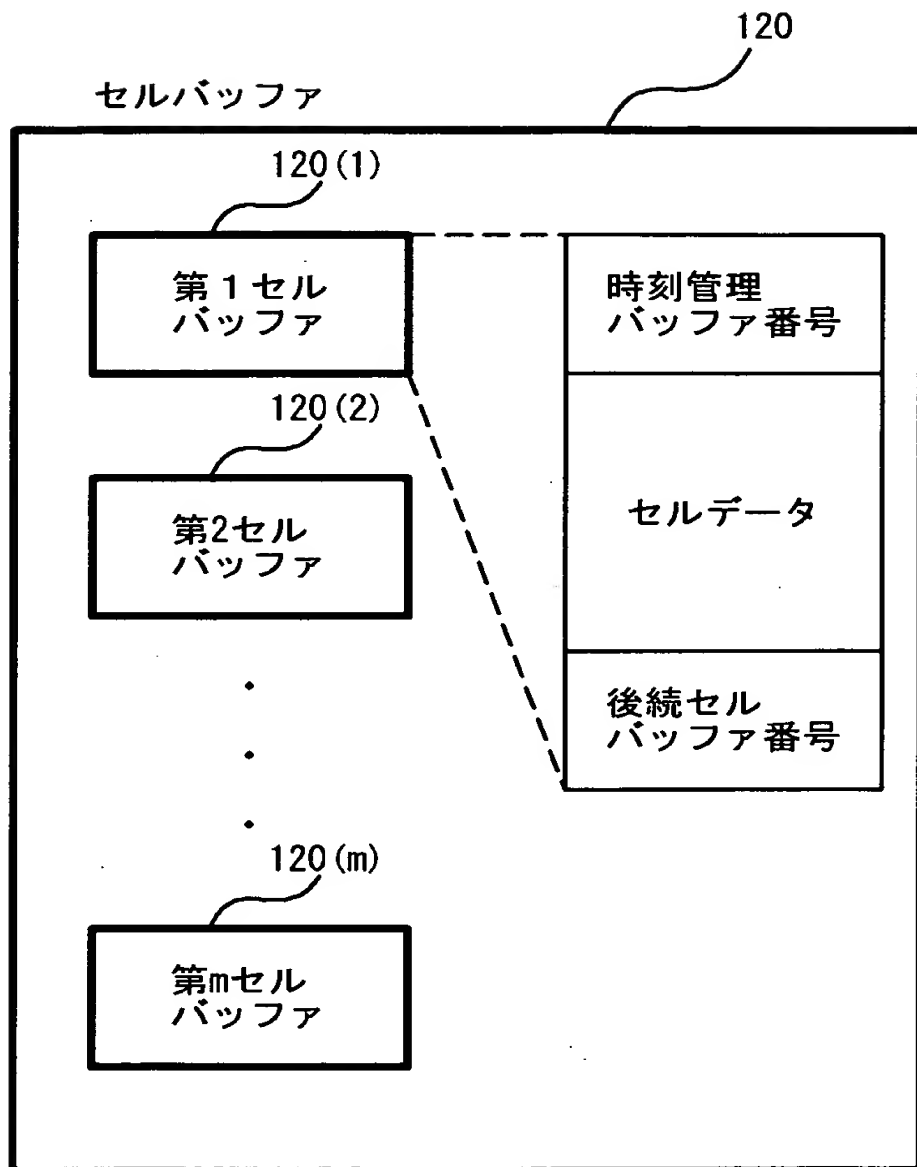 120
セルバッファ
120(1)
第1セル
バッファ
時刻管理
バッファ番号
セルデータ
後続セル
バッファ番号
120(2)
第2セル
バッファ
120(m)
第mセル
バッファ